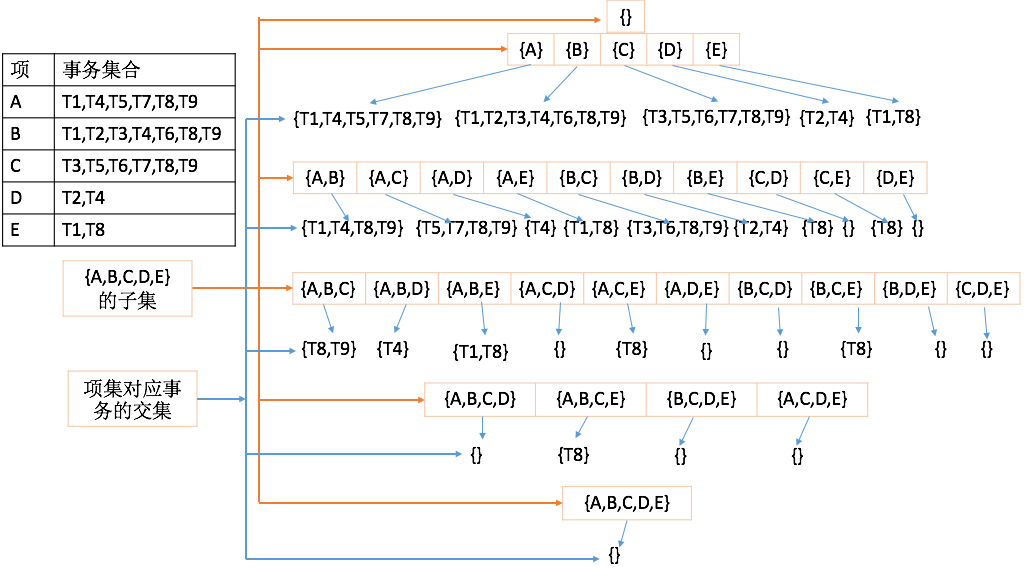 {}
{A} {B} {C} {D} {E}
项 事务集合
A T1,T4,T5,T7,T8,T9
B T1,T2,T3,T4,T6,T8,T9
C T3,T5,T6,T7,T8,T9
D T2,T4
E T1,T8
{T1,T4,T5,T7,T8,T9} {T1,T2,T3,T4,T6,T8,T9} {T3,T5,T6,T7,T8,T9} {T2,T4} {T1,T8}
{A,B} {A,C} {A,D} {A,E} {B,C} {B,D} {B,E} {C,D} {C,E} {D,E}
{T1,T4,T8,T9} {T5,T7,T8,T9} {T4} {T1,T8} {T3,T6,T8,T9} {T2,T4} {T8} {} {T8} {}
{A,B,C,D,E}
的子集
{A,B,C} {A,B,D} {A,B,E} {A,C,D} {A,C,E} {A,D,E} {B,C,D} {B,C,E} {B,D,E} {C,D,E}
{T8,T9} {T4} {T1,T8} {} {T8} {} {} {T8} {} {}
项集对应事
务的交集
{A,B,C,D} {A,B,C,E} {B,C,D,E} {A,C,D,E}
{} {T8} {} {}
{A,B,C,D,E}
{}